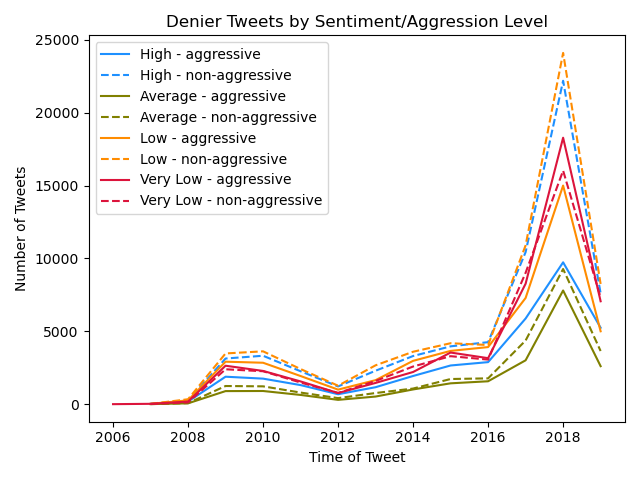 Denier Tweets by Sentiment/Aggression Level
25000
20000
15000
10000
5000
0
Number of Tweets
High - aggressive
High - non-aggressive
Average - aggressive
Average - non-aggressive
Low - aggressive
Low - non-aggressive
Very Low - aggressive
Very Low - non-aggressive
2006 2008 2010 2012 2014 2016 2018
Time of Tweet